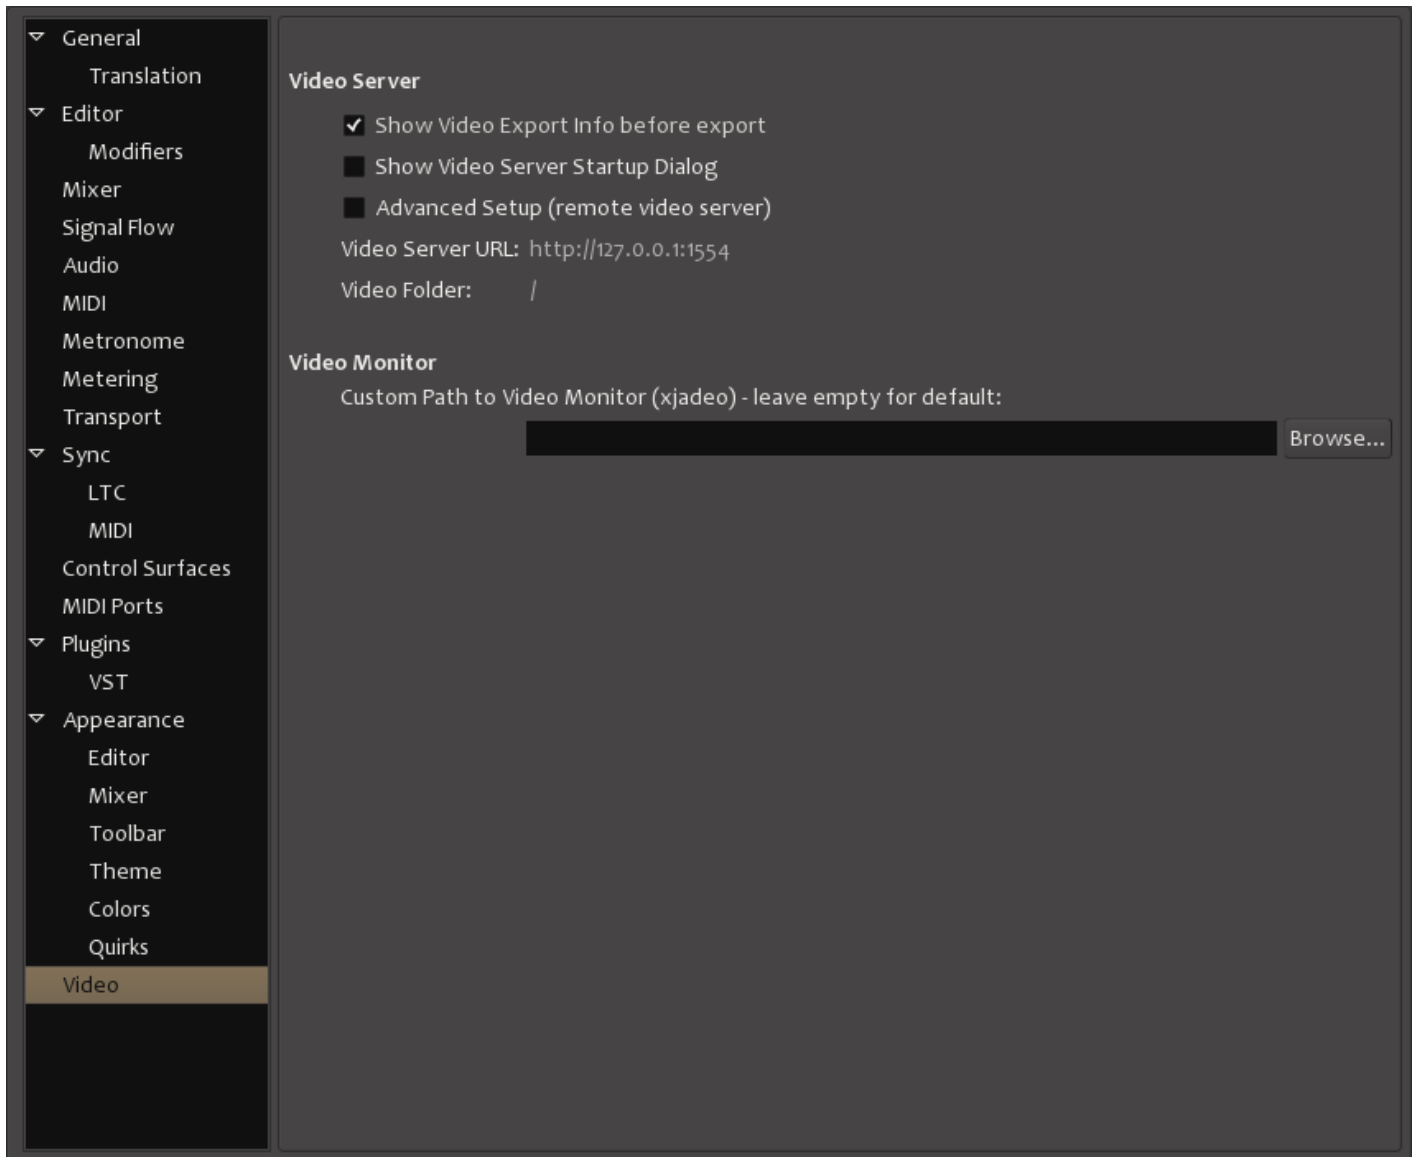 General
Translation
Editor
Modifiers
Mixer
Signal Flow
Audio
MIDI
Metronome
Metering
Transport
Sync
LTC
MIDI
Control Surfaces
MIDI Ports
Plugins
VST
Appearance
Editor
Mixer
Toolbar
Theme
Colors
Quirks
Video
Video Server
Show Video Export Info before export
Show Video Server Startup Dialog
Advanced Setup (remote video server)
Video Server URL: http://127.0.0.1:1554
Video Folder: /
Video Monitor
Custom Path to Video Monitor (xjadeo) - leave empty for default:
Browse...